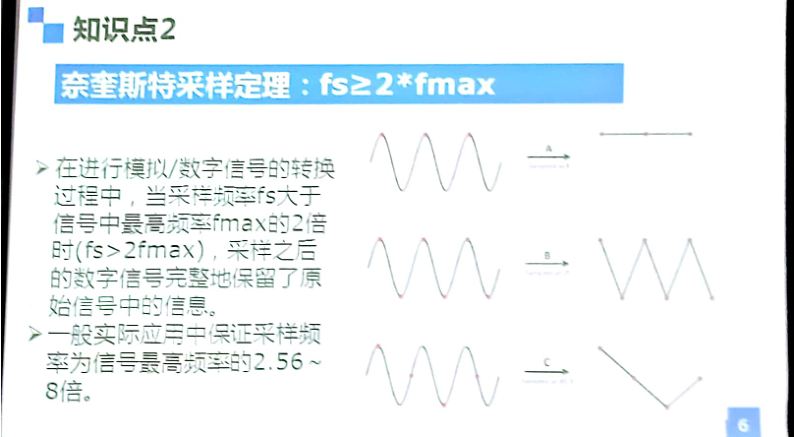 知识点2
奈奎斯特采样定理：fs≥2*fmax
➢在进行模拟/数字信号的转换
过程中，当采样频率fs大于
信号中最高频率fmax的2倍
时(fs>2fmax)，采样之后
的数字信号完整地保留了原
始信号中的信息。
➢一般实际应用中保证采样频
率为信号最高频率的2.56~
8倍。
A
B
C
6